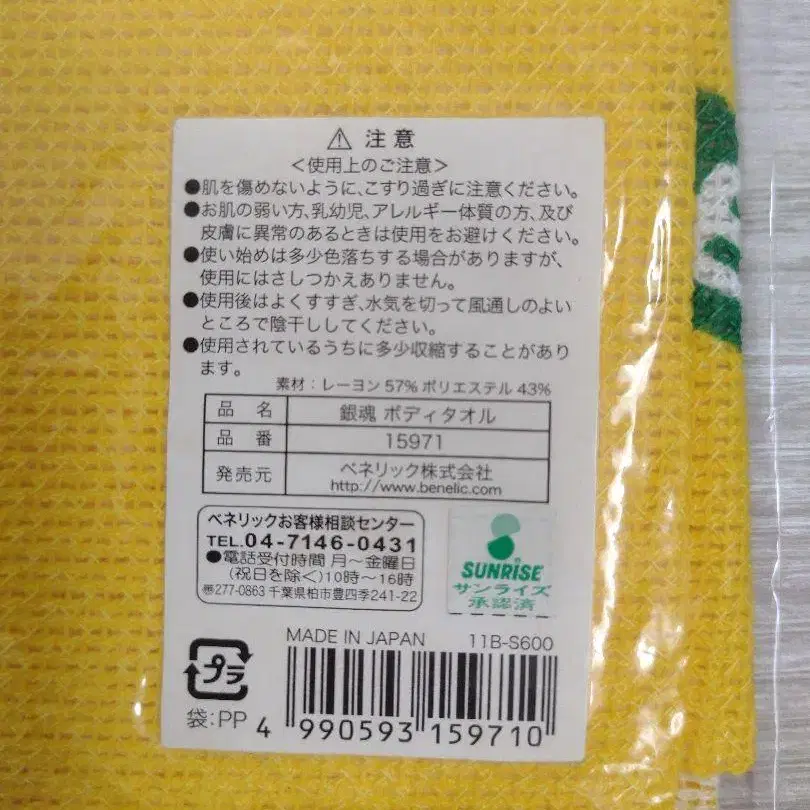 ⚠ 注意
<使用上のご注意>
●肌を傷めないように、こすり過ぎに注意ください。
●お肌の弱い方、乳幼児、アレルギー体質の方、及び
皮膚に異常のあるときは使用をお避けください。
●使い始めは多少色落ちする場合がありますが、
使用にはさしつかえありません。
●使用後はよくすすぎ、水気を切って風通しのよい
ところで陰干ししてください。
●使用されているうちに多少収縮することがあり
ます。
素材：レーヨン 57% ポリエステル 43%
品 名 銀魂 ボディタオル
品 番 15971
発売元 ベネリック株式会社
http://www.benelic.com
ベネリックお客様相談センター
TEL.04-7146-0431
●電話受付時間 月～金曜日
(祝日を除く)10時～16時
〠277-0863 千葉県柏市豊四季241-22
SUNRISE
サンライズ
承認済
MADE IN JAPAN 11B-S600
プラ
袋:PP
4 990593 159710